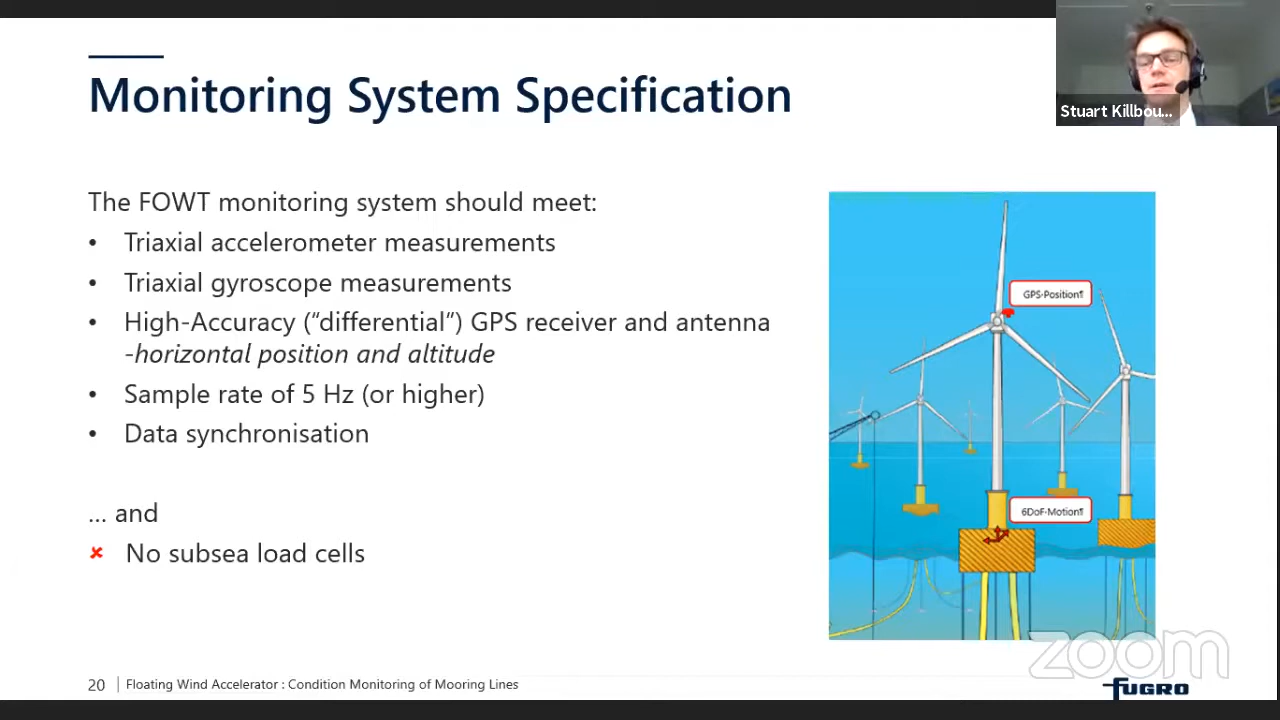 Monitoring System Specification
Stuart Killbou...
The FOWT monitoring system should meet:
• Triaxial accelerometer measurements
• Triaxial gyroscope measurements
• High-Accuracy (“differential”) GPS receiver and antenna
-horizontal position and altitude
• Sample rate of 5 Hz (or higher)
• Data synchronisation
... and
✘ No subsea load cells
GPS·Position¶
6DoF·Motion¶
zoom
20 | Floating Wind Accelerator : Condition Monitoring of Mooring Lines
fugro